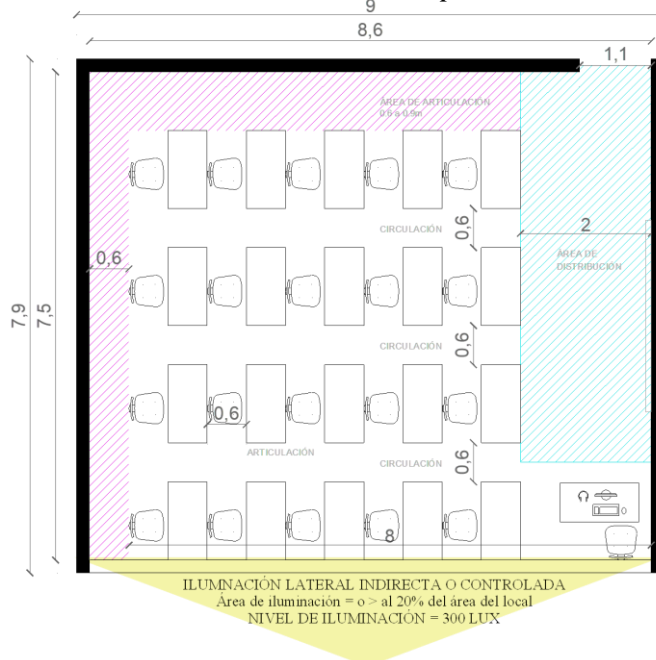 9
8,6
1,1
ÁREA DE ARTICULACIÓN
0.6 a 0.9m
CIRCULACIÓN
0,6
2
ÁREA DE
DISTRIBUCIÓN
0,6
7,9
7,5
CIRCULACIÓN
0,6
0,6
ARTICULACIÓN
CIRCULACIÓN
0,6
8
ILUMNACIÓN LATERAL INDIRECTA O CONTROLADA
Área de iluminación = o > al 20% del área del local
NIVEL DE ILUMINACIÓN = 300 LUX